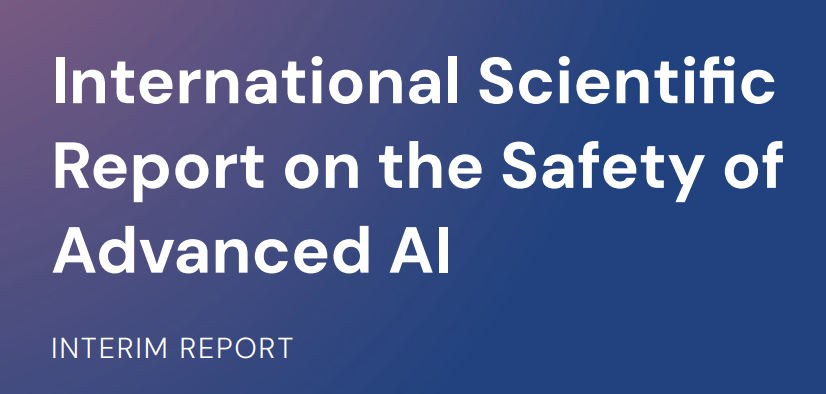 International Scientific
Report on the Safety of
Advanced AI
INTERIM REPORT